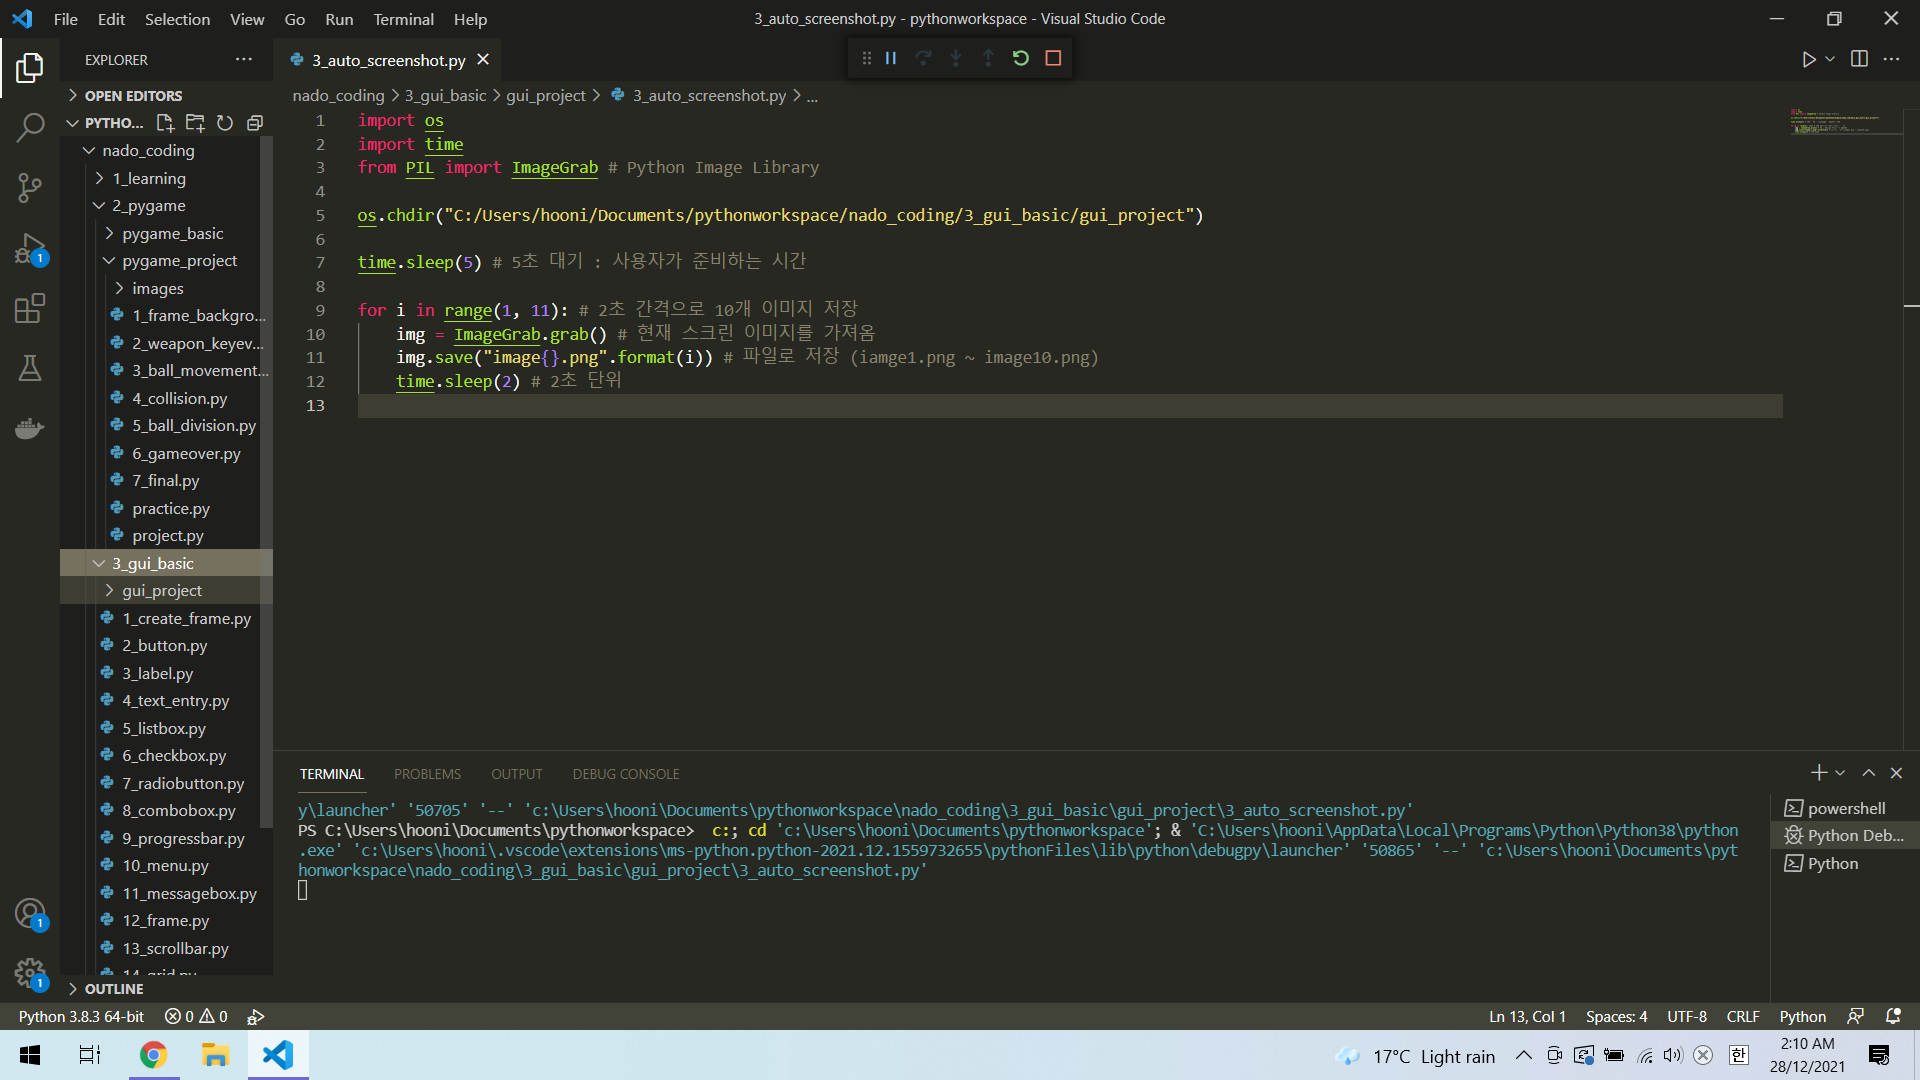 File Edit Selection View Go Run Terminal Help
3_auto_screenshot.py - pythonworkspace - Visual Studio Code
EXPLORER
OPEN EDITORS
PYTHO...
nado_coding
1_learning
2_pygame
pygame_basic
pygame_project
images
1_frame_backgro...
2_weapon_keyev...
3_ball_movement...
4_collision.py
5_ball_division.py
6_gameover.py
7_final.py
practice.py
project.py
3_gui_basic
gui_project
1_create_frame.py
2_button.py
3_label.py
4_text_entry.py
5_listbox.py
6_checkbox.py
7_radiobutton.py
8_combobox.py
9_progressbar.py
10_menu.py
11_messagebox.py
12_frame.py
13_scrollbar.py
14_grid.py
OUTLINE
3_auto_screenshot.py
nado_coding > 3_gui_basic > gui_project > 3_auto_screenshot.py > ...
1 import os
2 import time
3 from PIL import ImageGrab # Python Image Library
4
5 os.chdir("C:/Users/hooni/Documents/pythonworkspace/nado_coding/3_gui_basic/gui_project")
6
7 time.sleep(5) # 5초 대기 : 사용자가 준비하는 시간
8
9 for i in range(1, 11): # 2초 간격으로 10개 이미지 저장
10 img = ImageGrab.grab() # 현재 스크린 이미지를 가져옴
11 img.save("image{}.png".format(i)) # 파일로 저장 (iamge1.png ~ image10.png)
12 time.sleep(2) # 2초 단위
13
TERMINAL PROBLEMS OUTPUT DEBUG CONSOLE
y\launcher' '50705' '--' 'c:\Users\hooni\Documents\pythonworkspace\nado_coding\3_gui_basic\gui_project\3_auto_screenshot.py'
PS C:\Users\hooni\Documents\pythonworkspace> c:; cd 'c:\Users\hooni\Documents\pythonworkspace'; & 'C:\Users\hooni\AppData\Local\Programs\Python\Python38\python
.exe' 'c:\Users\hooni\.vscode\extensions\ms-python.python-2021.12.1559732655\pythonFiles\lib\python\debugpy\launcher' '50865' '--' 'c:\Users\hooni\Documents\pyt
honworkspace\nado_coding\3_gui_basic\gui_project\3_auto_screenshot.py'
powershell
Python Deb...
Python
1
1
1
Python 3.8.3 64-bit 0 0
Ln 13, Col 1 Spaces: 4 UTF-8 CRLF Python
17°C Light rain
한
2:10 AM
28/12/2021